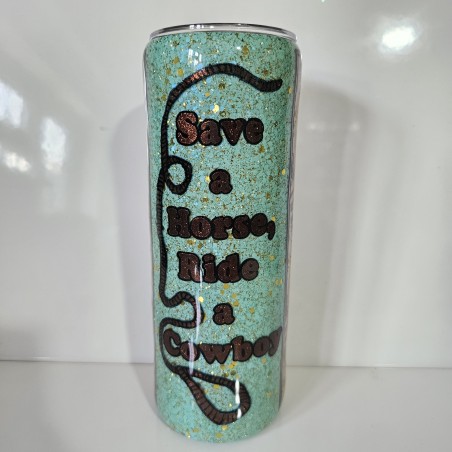 Save
a
Horse,
Ride
a
Cowboy